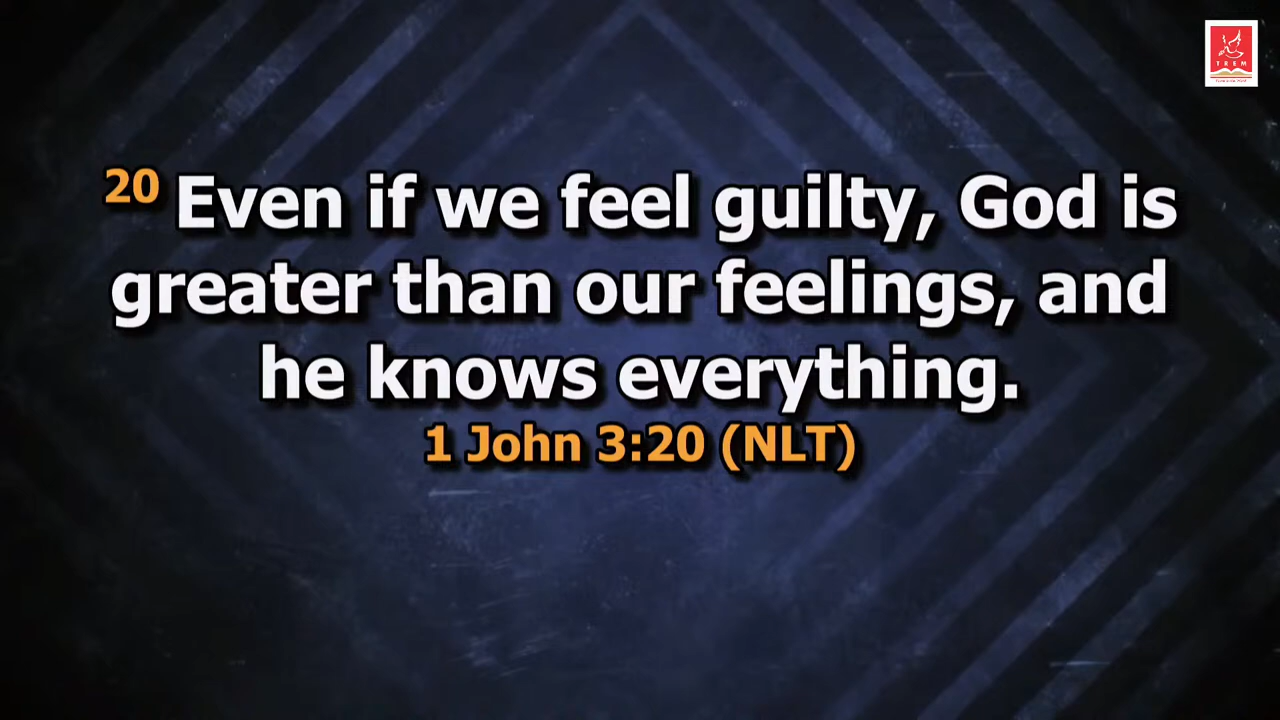 20 Even if we feel guilty, God is
greater than our feelings, and
he knows everything.
1 John 3:20 (NLT)
TREM